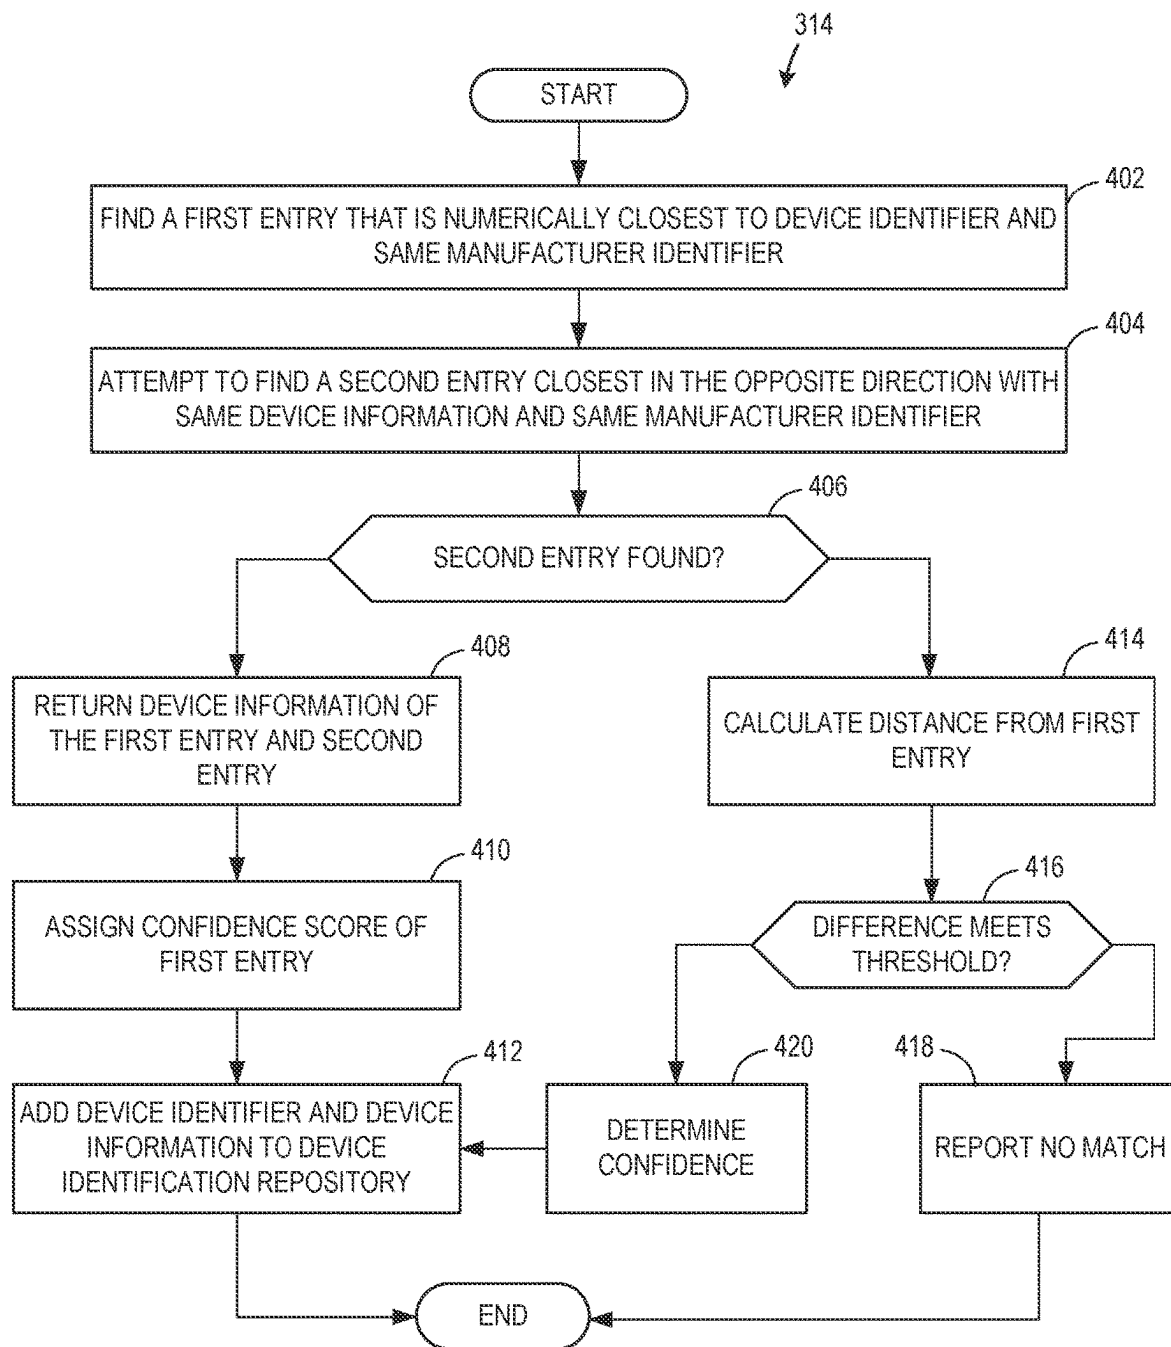 314
START
402
FIND A FIRST ENTRY THAT IS NUMERICALLY CLOSEST TO DEVICE IDENTIFIER AND
SAME MANUFACTURER IDENTIFIER
404
ATTEMPT TO FIND A SECOND ENTRY CLOSEST IN THE OPPOSITE DIRECTION WITH
SAME DEVICE INFORMATION AND SAME MANUFACTURER IDENTIFIER
406
SECOND ENTRY FOUND?
408
RETURN DEVICE INFORMATION OF
THE FIRST ENTRY AND SECOND
ENTRY
414
CALCULATE DISTANCE FROM FIRST
ENTRY
410
ASSIGN CONFIDENCE SCORE OF
FIRST ENTRY
416
DIFFERENCE MEETS
THRESHOLD?
412
ADD DEVICE IDENTIFIER AND DEVICE
INFORMATION TO DEVICE
IDENTIFICATION REPOSITORY
420
DETERMINE
CONFIDENCE
418
REPORT NO MATCH
END